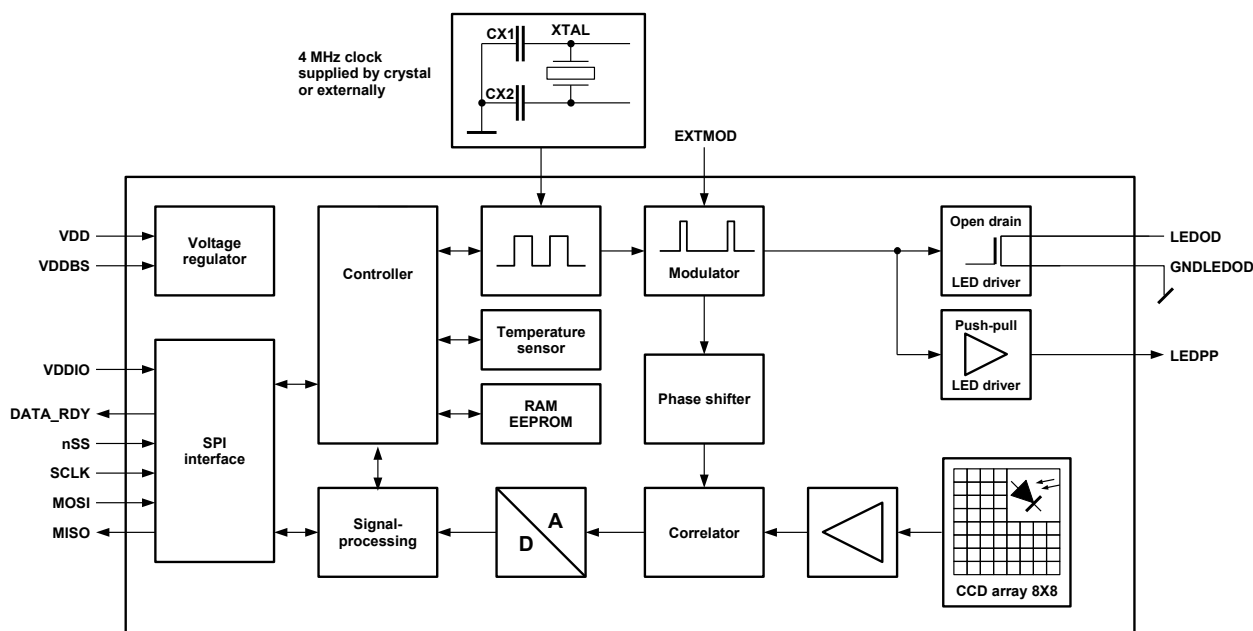 CX1
XTAL
4 MHz clock
supplied by crystal
or externally
CX2
EXTMOD
VDD
VDDBS
Voltage
regulator
Controller
Modulator
Open drain
LED driver
LEDOD
GNDLEDOD
Temperature
sensor
Push-pull
LED driver
LEDPP
VDDIO
DATA_RDY
nSS
SCLK
MOSI
MISO
SPI
interface
RAM
EEPROM
Phase shifter
Signal-
processing
A
D
Correlator
CCD array 8X8